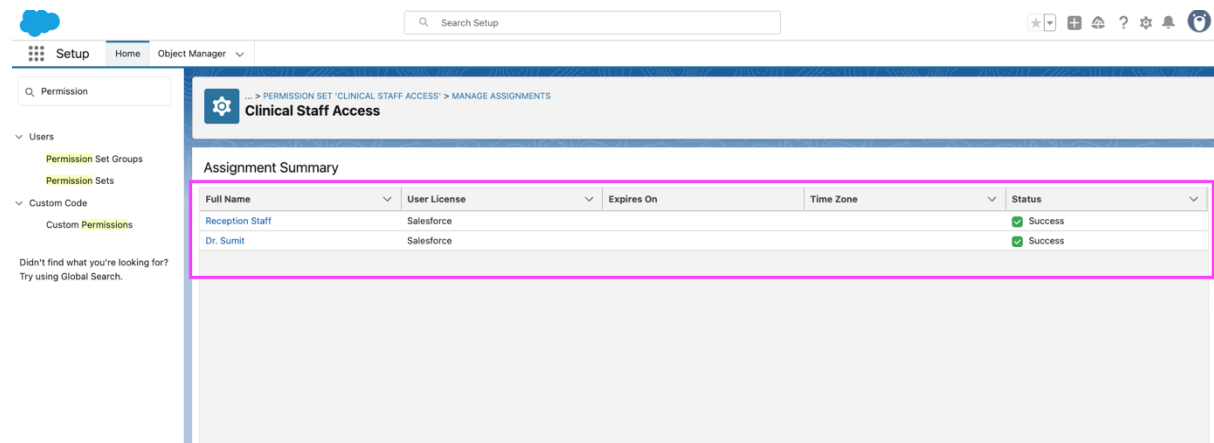 Search Setup
Setup Home Object Manager
Permission
... > PERMISSION SET 'CLINICAL STAFF ACCESS' > MANAGE ASSIGNMENTS
Clinical Staff Access
Users
Permission Set Groups
Permission Sets
Custom Code
Custom Permissions
Didn't find what you're looking for?
Try using Global Search.
Assignment Summary
Full Name User License Expires On Time Zone Status
Reception Staff Salesforce Success
Dr. Sumit Salesforce Success